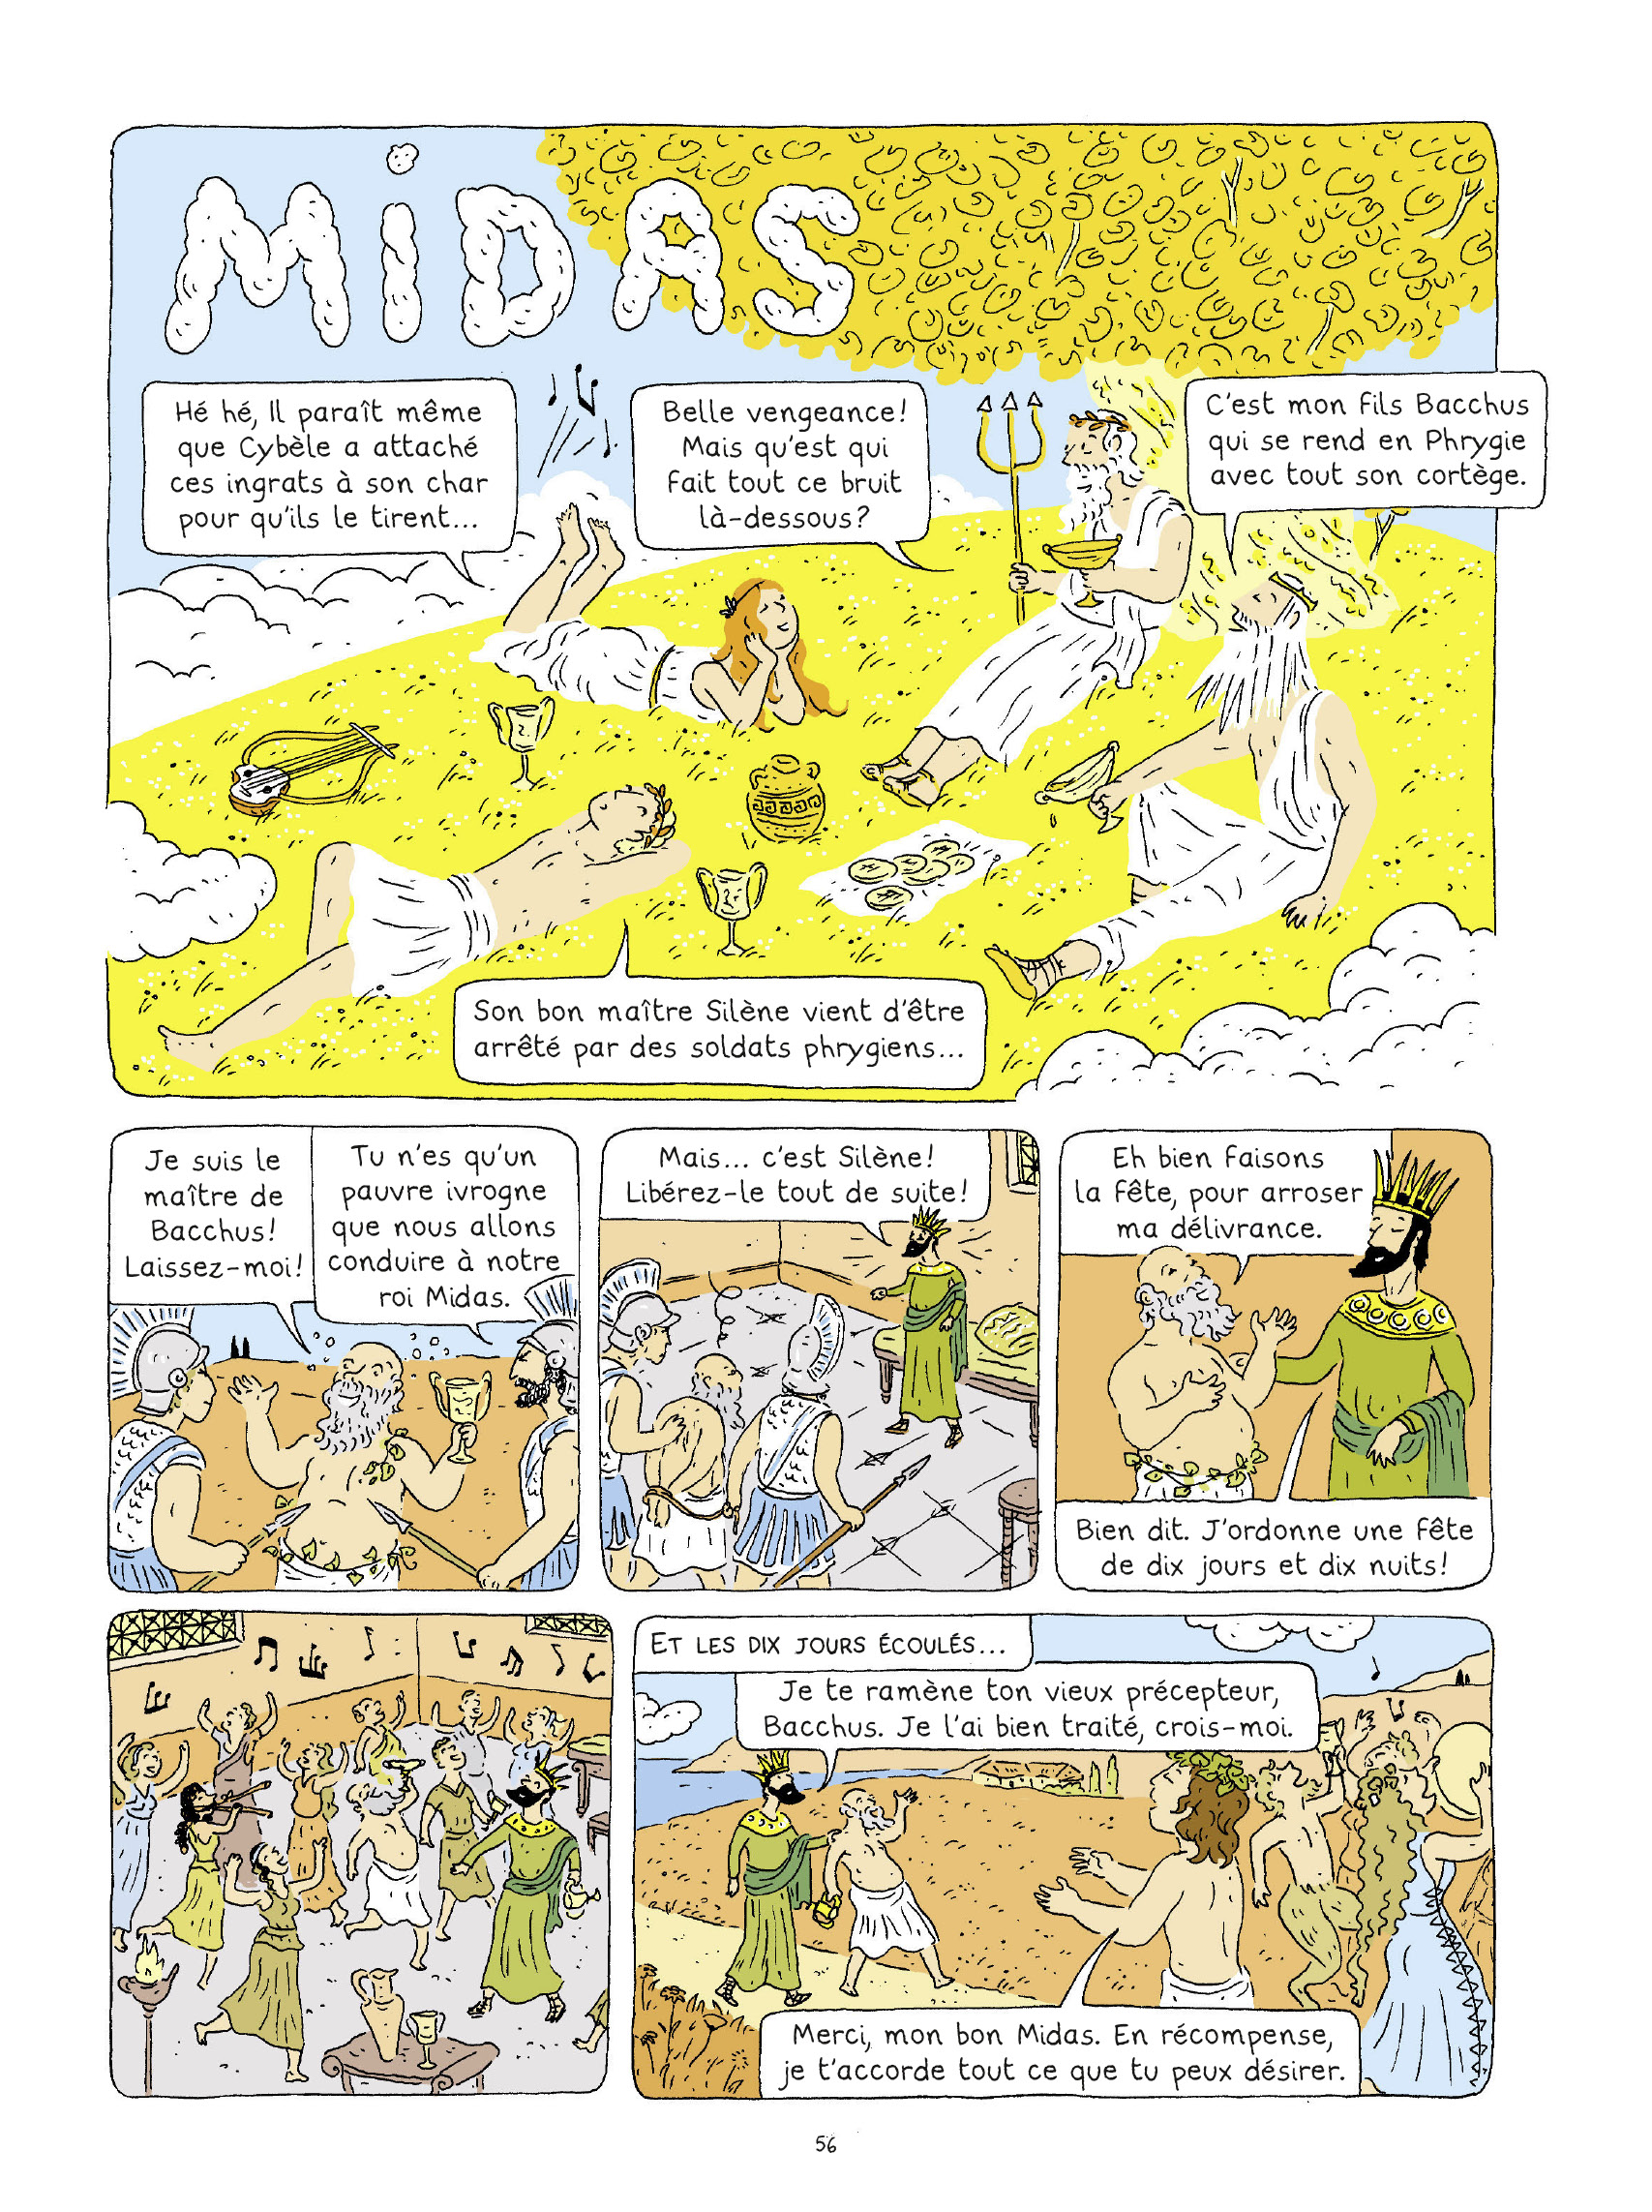 MiDAS
Hé hé, Il paraît même
que Cybèle a attaché
ces ingrats à son char
pour qu'ils le tirent...
Belle vengeance!
Mais qu'est qui
fait tout ce bruit
là-dessous?
C'est mon fils Bacchus
qui se rend en Phrygie
avec tout son cortège.
Son bon maître Silène vient d'être
arrêté par des soldats phrygiens...
Je suis le
maître de
Bacchus!
Laissez-moi!
Tu n'es qu'un
pauvre ivrogne
que nous allons
conduire à notre
roi Midas.
Mais... c'est Silène!
Libérez-le tout de suite!
Eh bien faisons
la fête, pour arroser
ma délivrance.
Bien dit. J'ordonne une fête
de dix jours et dix nuits!
ET LES DIX JOURS ÉCOULÉS...
Je te ramène ton vieux précepteur,
Bacchus. Je l'ai bien traité, crois-moi.
Merci, mon bon Midas. En récompense,
je t'accorde tout ce que tu peux désirer.
56